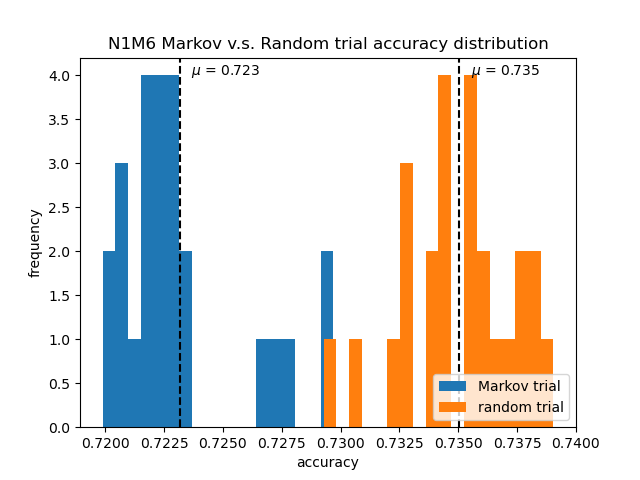 N1M6 Markov v.s. Random trial accuracy distribution
μ = 0.723
μ = 0.735
4.0
3.5
3.0
2.5
2.0
1.5
1.0
0.5
0.0
frequency
Markov trial
random trial
0.7200 0.7225 0.7250 0.7275 0.7300 0.7325 0.7350 0.7375 0.7400
accuracy